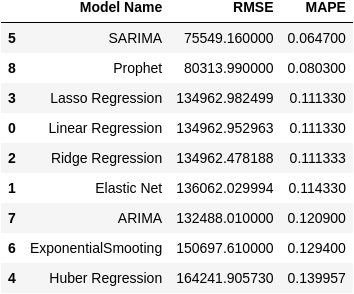 Model Name RMSE MAPE
5 SARIMA 75549.160000 0.064700
8 Prophet 80313.990000 0.080300
3 Lasso Regression 134962.982499 0.111330
0 Linear Regression 134962.952963 0.111330
2 Ridge Regression 134962.478188 0.111333
1 Elastic Net 136062.029994 0.114330
7 ARIMA 132488.010000 0.120900
6 ExponentialSmooting 150697.610000 0.129400
4 Huber Regression 164241.905730 0.139957